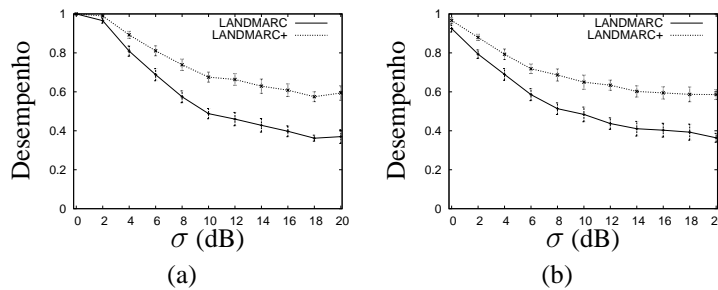 LANDMARC
LANDMARC+
Desempenho
1
0.8
0.6
0.4
0.2
0
0 2 4 6 8 10 12 14 16 18 20
σ (dB)
(a)
LANDMARC
LANDMARC+
Desempenho
1
0.8
0.6
0.4
0.2
0
0 2 4 6 8 10 12 14 16 18 20
σ (dB)
(b)